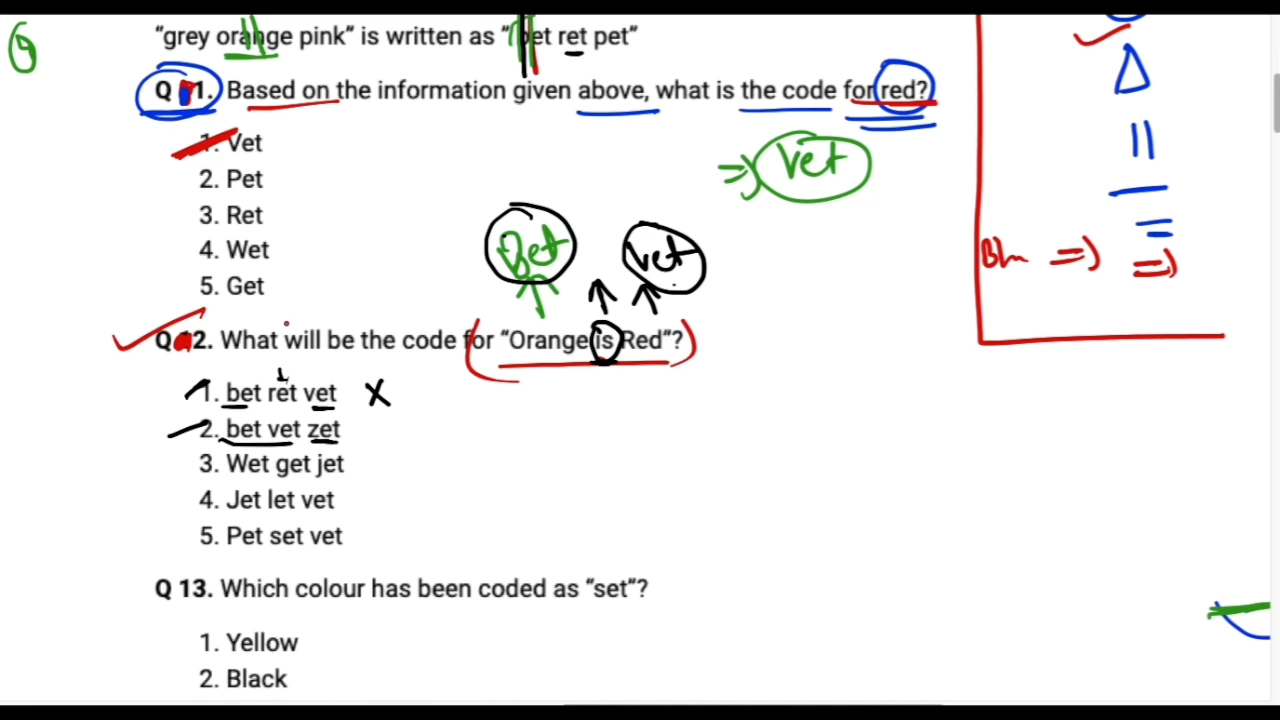 "grey orange pink" is written as "bet ret pet"
Q 11. Based on the information given above, what is the code for red?
1. Vet
2. Pet
3. Ret
4. Wet
5. Get
=> Vet
Bet Vet
Q 12. What will be the code for "Orange is Red"?
1. bet ret vet X
2. bet vet zet
3. Wet get jet
4. Jet let vet
5. Pet set vet
Q 13. Which colour has been coded as "set"?
1. Yellow
2. Black